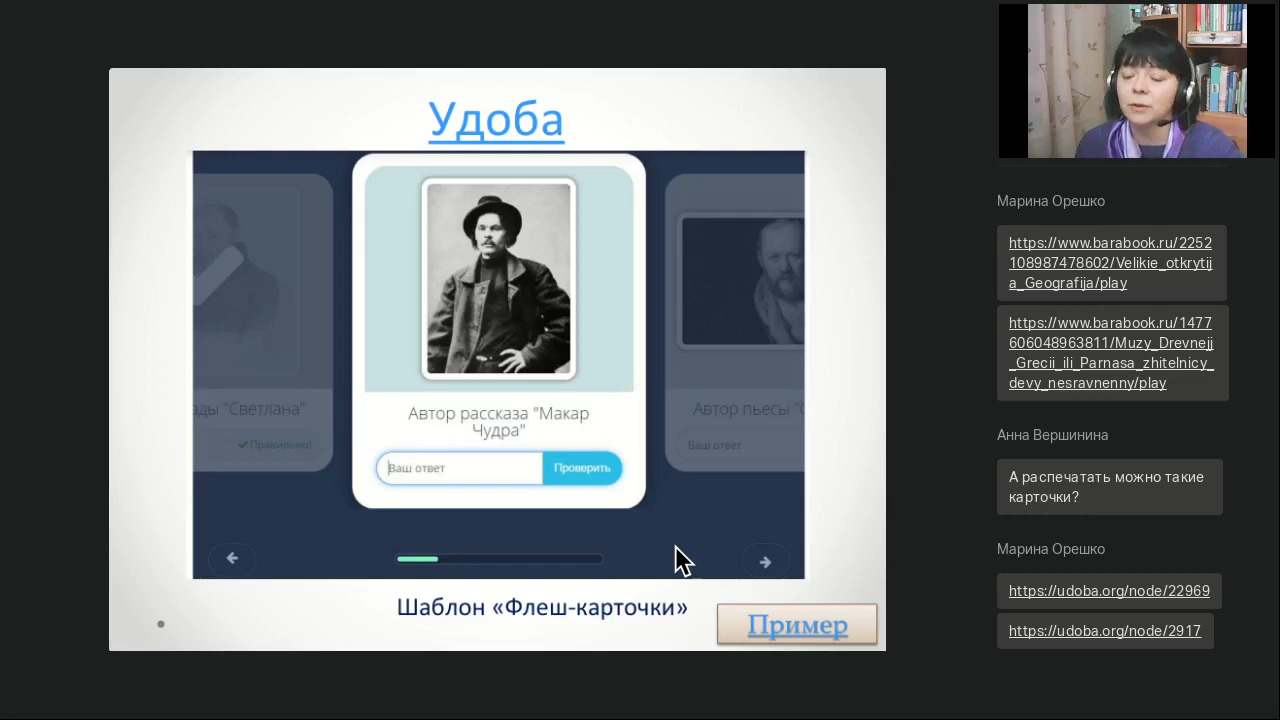 Удоба
ады "Светлана"
Правильно!
Автор рассказа "Макар
Чудра"
Ваш ответ
Проверить
Автор пьесы
Ваш ответ
Шаблон «Флеш-карточки»
Пример
Марина Орешко
https://www.barabook.ru/2252
108987478602/Velikie_otkrytij
a_Geografija/play
https://www.barabook.ru/1477
606048963811/Muzy_Drevnejj
_Grecii_ili_Parnasa_zhitelnicy_
devy_nesravnenny/play
Анна Вершинина
А распечатать можно такие
карточки?
Марина Орешко
https://udoba.org/node/22969
https://udoba.org/node/2917